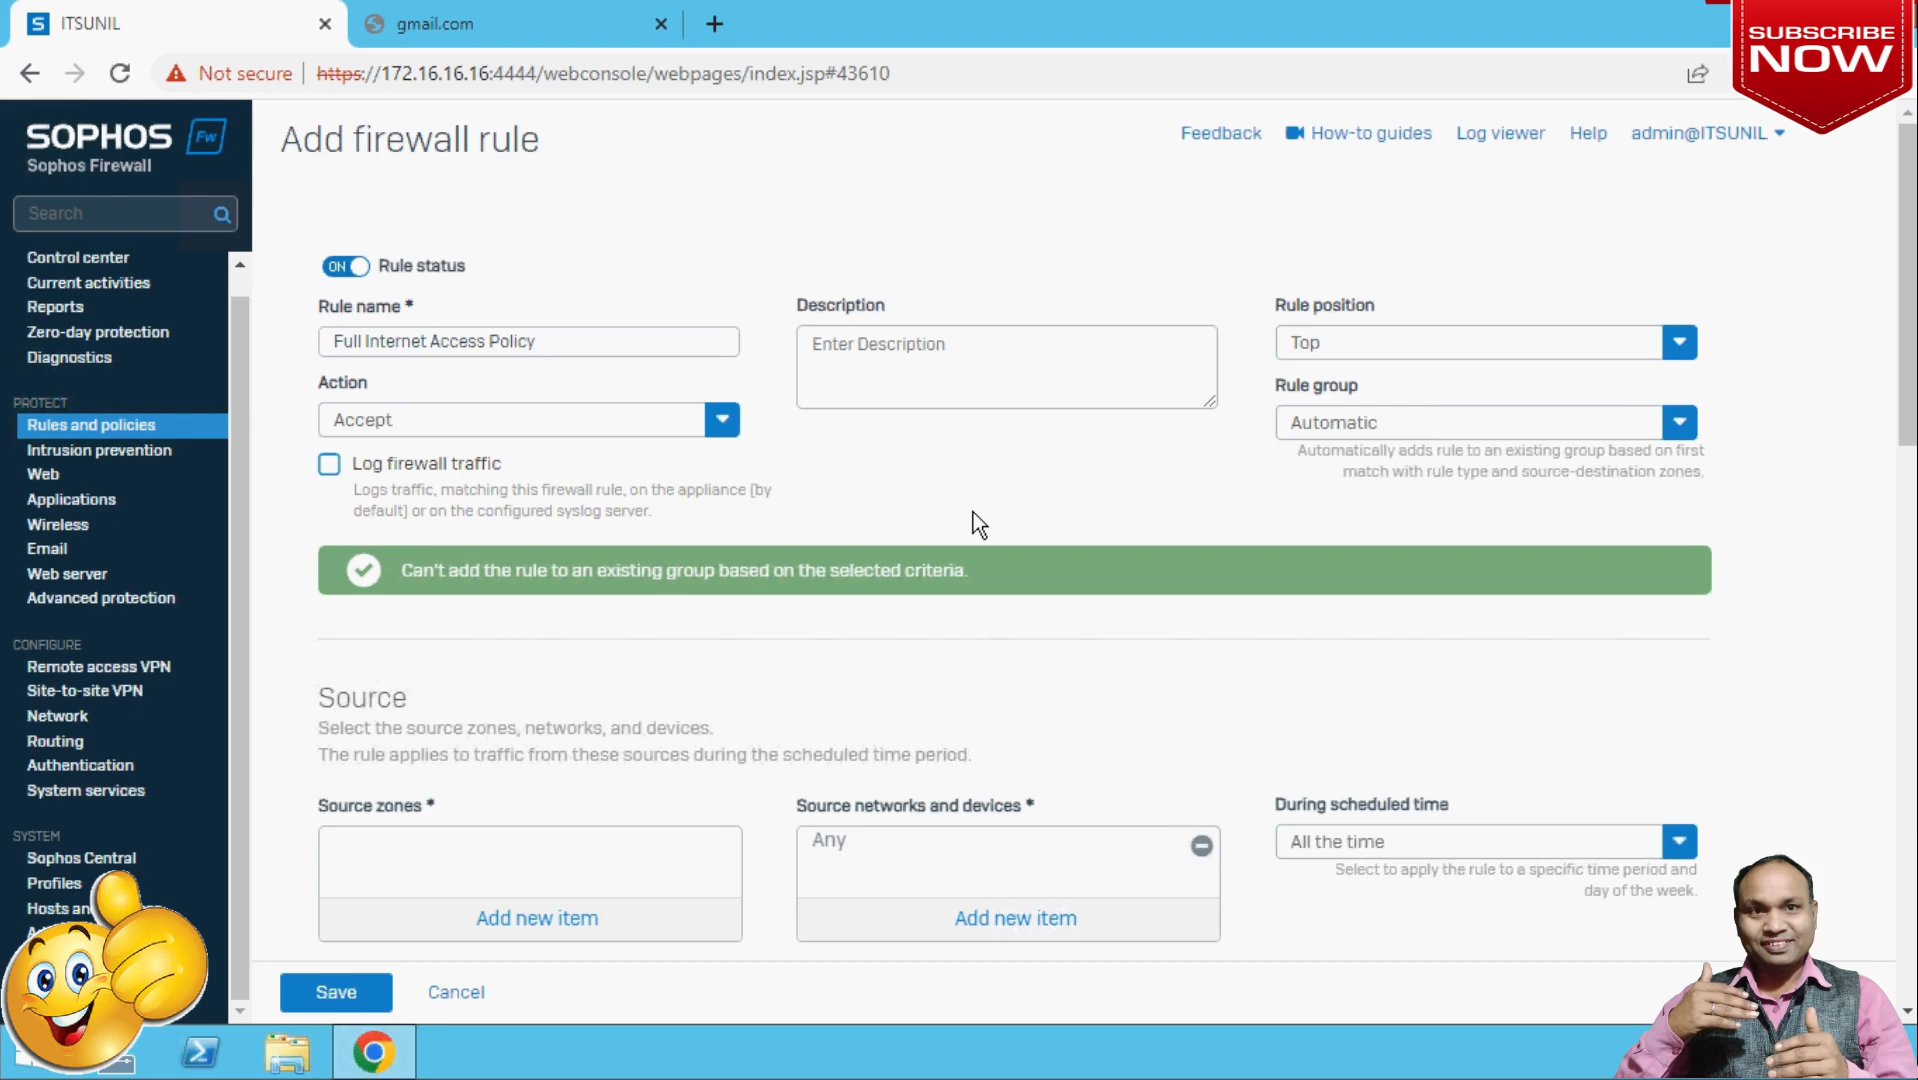 ITSUNIL
gmail.com
SUBSCRIBE
NOW
Not secure
https://172.16.16.16:4444/webconsole/webpages/index.jsp#43610
SOPHOS Fw
Sophos Firewall
Search
Control center
Current activities
Reports
Zero-day protection
Diagnostics
PROTECT
Rules and policies
Intrusion prevention
Web
Applications
Wireless
Email
Web server
Advanced protection
CONFIGURE
Remote access VPN
Site-to-site VPN
Network
Routing
Authentication
System services
SYSTEM
Sophos Central
Profiles
Hosts an
Add firewall rule
Feedback
How-to guides
Log viewer
Help
admin@ITSUNIL
ON Rule status
Rule name *
Full Internet Access Policy
Description
Enter Description
Rule position
Top
Action
Accept
Rule group
Automatic
Automatically adds rule to an existing group based on first
match with rule type and source-destination zones.
Log firewall traffic
Logs traffic, matching this firewall rule, on the appliance (by
default) or on the configured syslog server.
Can't add the rule to an existing group based on the selected criteria.
Source
Select the source zones, networks, and devices.
The rule applies to traffic from these sources during the scheduled time period.
Source zones *
Add new item
Source networks and devices *
Any
Add new item
During scheduled time
All the time
Select to apply the rule to a specific time period and
day of the week.
Save
Cancel